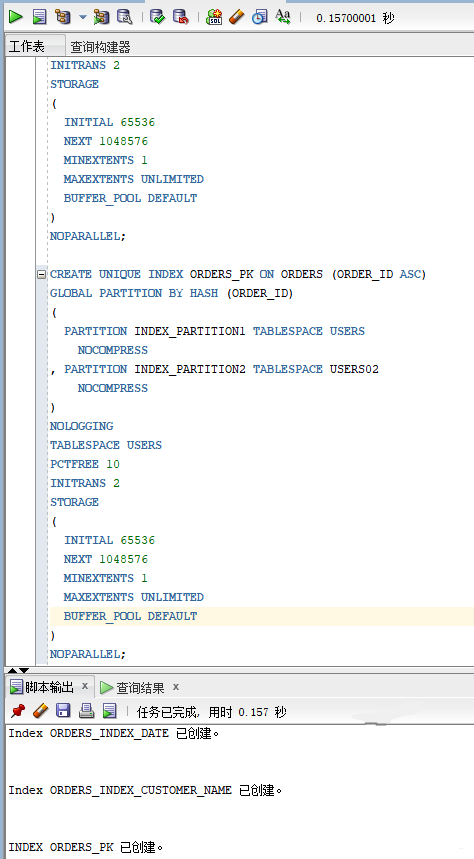 0.15700001 秒
工作表 查询构建器
INITRANS 2
STORAGE
(
INITIAL 65536
NEXT 1048576
MINEXTENTS 1
MAXEXTENTS UNLIMITED
BUFFER_POOL DEFAULT
)
NOPARALLEL;
CREATE UNIQUE INDEX ORDERS_PK ON ORDERS (ORDER_ID ASC)
GLOBAL PARTITION BY HASH (ORDER_ID)
(
PARTITION INDEX_PARTITION1 TABLESPACE USERS
NOCOMPRESS
, PARTITION INDEX_PARTITION2 TABLESPACE USERS02
NOCOMPRESS
)
NOLOGGING
TABLESPACE USERS
PCTFREE 10
INITRANS 2
STORAGE
(
INITIAL 65536
NEXT 1048576
MINEXTENTS 1
MAXEXTENTS UNLIMITED
BUFFER_POOL DEFAULT
)
NOPARALLEL;
脚本输出 x 查询结果 x
任务已完成, 用时 0.157 秒
Index ORDERS_INDEX_DATE 已创建。
Index ORDERS_INDEX_CUSTOMER_NAME 已创建。
INDEX ORDERS_PK 已创建。